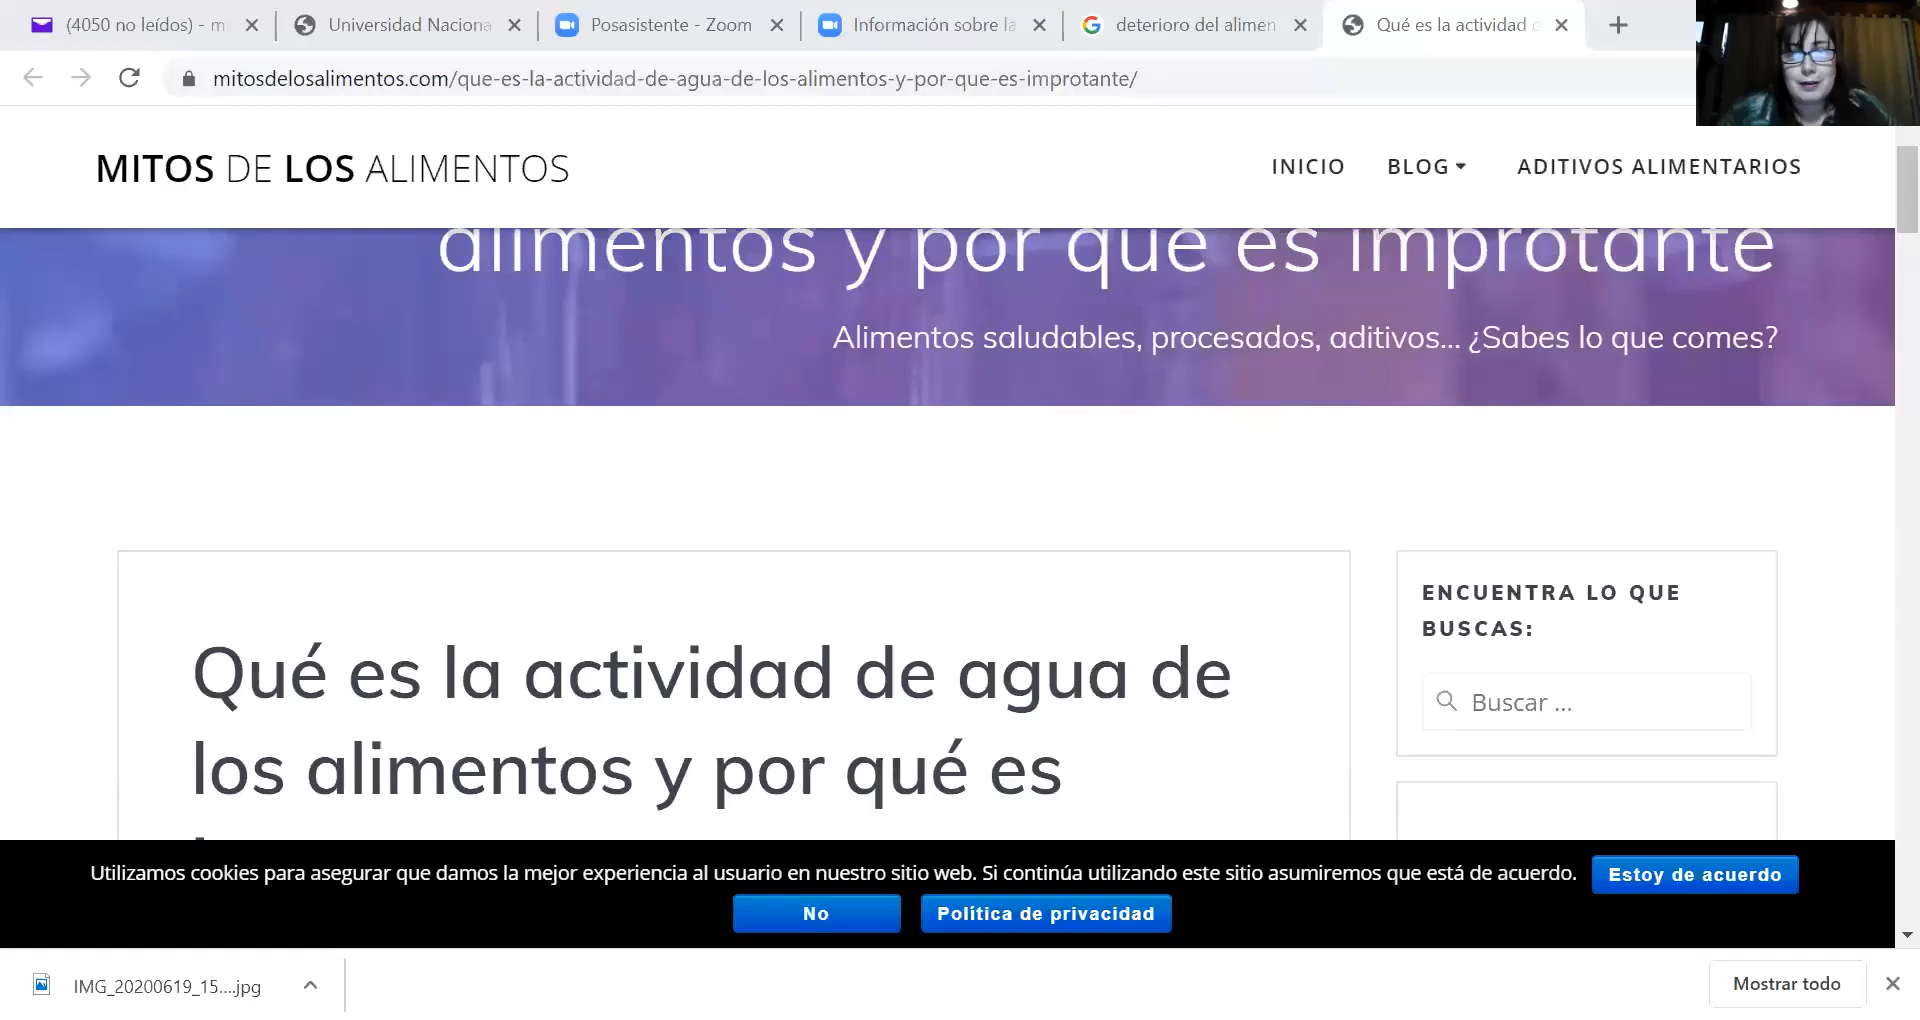 (4050 no leídos) - m
Universidad Naciona
Posasistente - Zoom
Información sobre la
deterioro del alimen
Qué es la actividad d
mitosdelosalimentos.com/que-es-la-actividad-de-agua-de-los-alimentos-y-por-que-es-improtante/
MITOS DE LOS ALIMENTOS
INICIO
BLOG
ADITIVOS ALIMENTARIOS
alimentos y por qué es improtante
Alimentos saludables, procesados, aditivos... ¿Sabes lo que comes?
Qué es la actividad de agua de
los alimentos y por qué es
ENCUENTRA LO QUE
BUSCAS:
Buscar ...
Utilizamos cookies para asegurar que damos la mejor experiencia al usuario en nuestro sitio web. Si continúa utilizando este sitio asumiremos que está de acuerdo.
Estoy de acuerdo
No
Política de privacidad
IMG_20200619_15....jpg
Mostrar todo